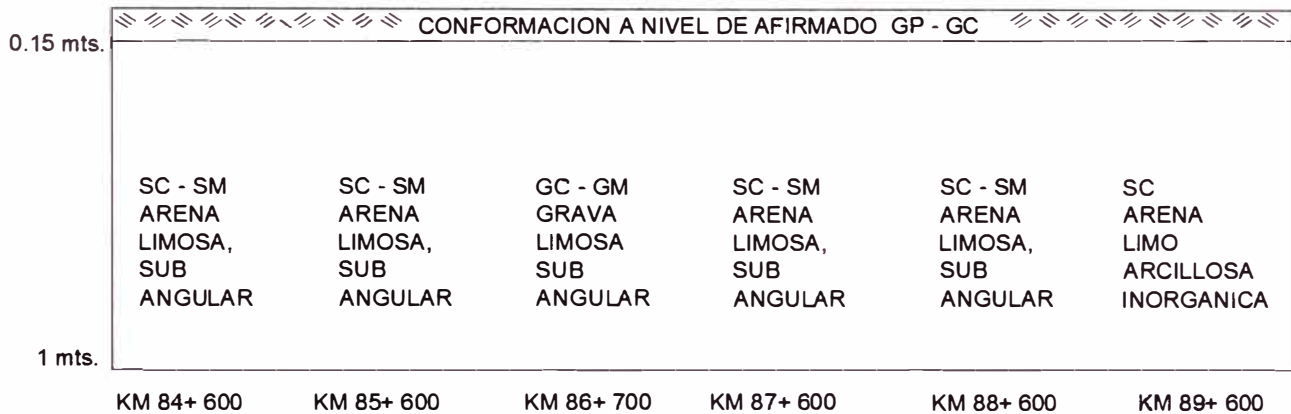 CONFORMACION A NIVEL DE AFIRMADO GP - GC
0.15 mts.
SC - SM
ARENA
LIMOSA,
SUB
ANGULAR
SC - SM
ARENA
LIMOSA,
SUB
ANGULAR
GC - GM
GRAVA
LIMOSA
SUB
ANGULAR
SC - SM
ARENA
LIMOSA,
SUB
ANGULAR
SC - SM
ARENA
LIMOSA,
SUB
ANGULAR
SC
ARENA
LIMO
ARCILLOSA
INORGANICA
1 mts.
KM 84+ 600 KM 85+ 600 KM 86+ 700 KM 87+ 600 KM 88+ 600 KM 89+ 600